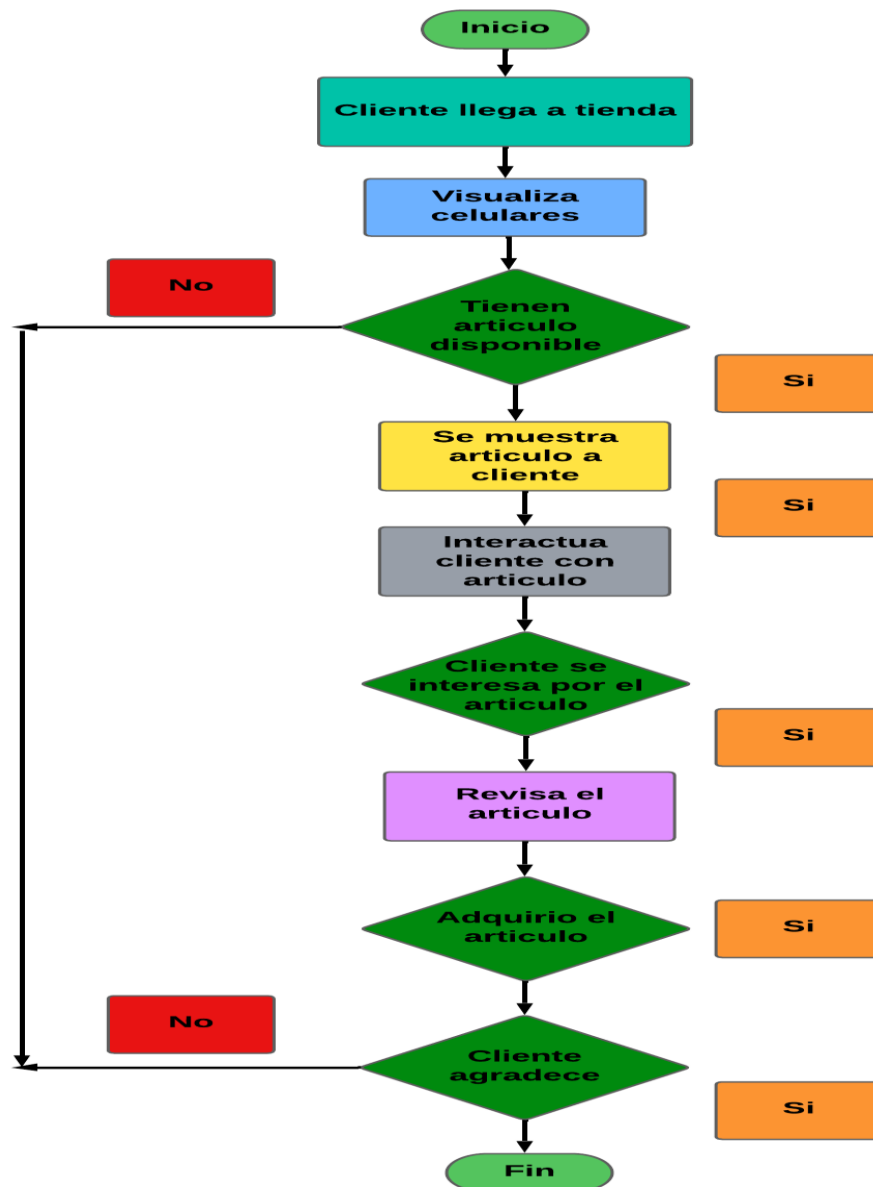 Inicio
Cliente llega a tienda
Visualiza
celulares
No
Tienen
articulo
disponible
Si
Se muestra
articulo a
cliente
Si
Interactua
cliente con
articulo
Cliente se
interesa por el
articulo
Si
Revisa el
articulo
Adquirio el
articulo
Si
No
Cliente
agradece
Si
Fin